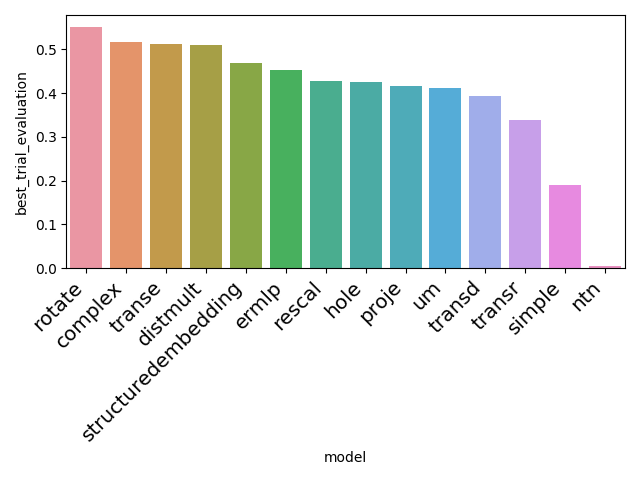 best_trial_evaluation
0.5
0.4
0.3
0.2
0.1
0.0
rotate
complex
transe
distmult
structuredembedding
ermlp
rescal
hole
proje
um
transd
transr
simple
ntn
model